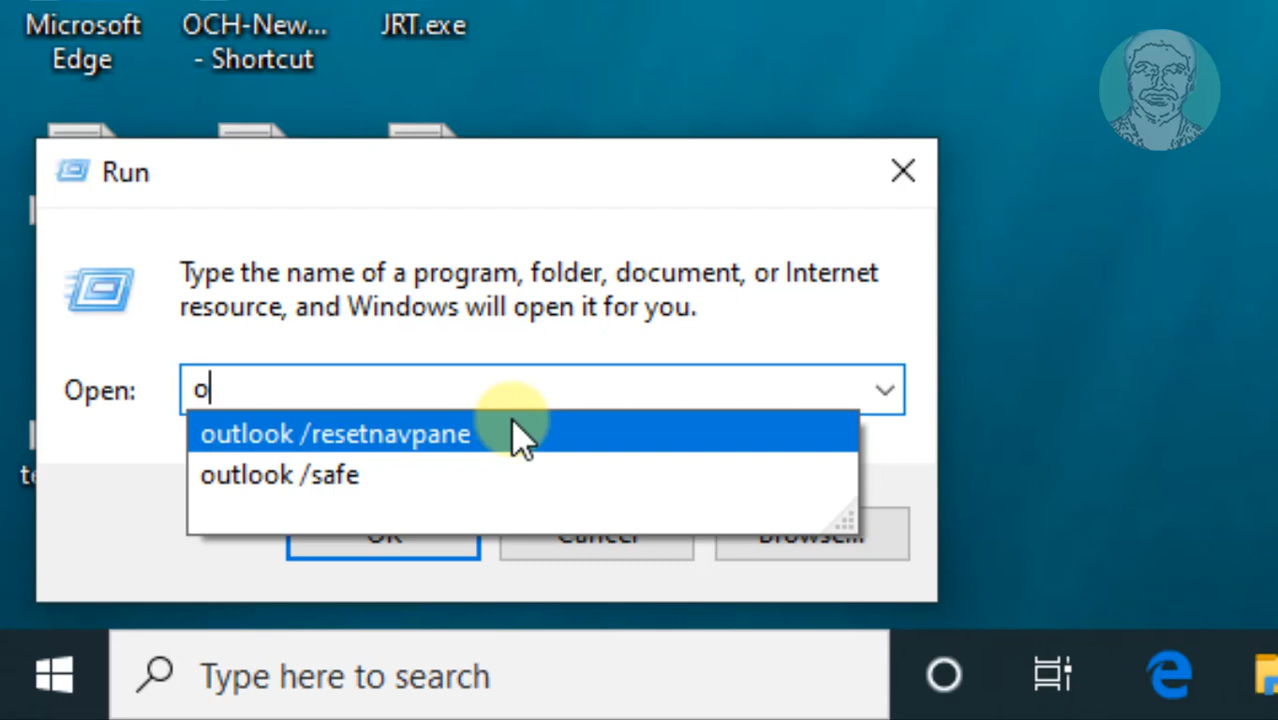 Microsoft
Edge
OCH-New...
- Shortcut
JRT.exe
Run
Type the name of a program, folder, document, or Internet
resource, and Windows will open it for you.
Open:
o
outlook /resetnavpane
outlook /safe
OK
Cancel
Browse...
te
Type here to search